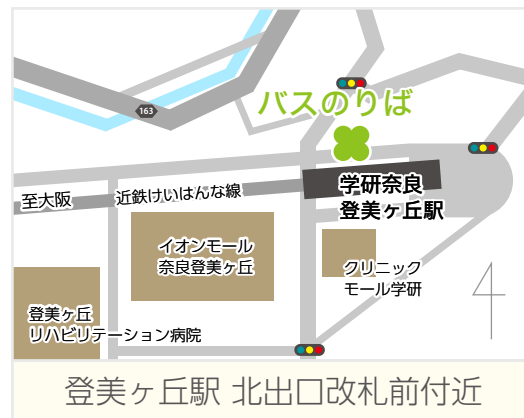 163
バスのりば
学研奈良
登美ヶ丘駅
至大阪
近鉄けいはんな線
イオンモール
奈良登美ヶ丘
クリニック
モール学研
登美ヶ丘
リハビリテーション病院
登美ヶ丘駅 北出口改札前付近